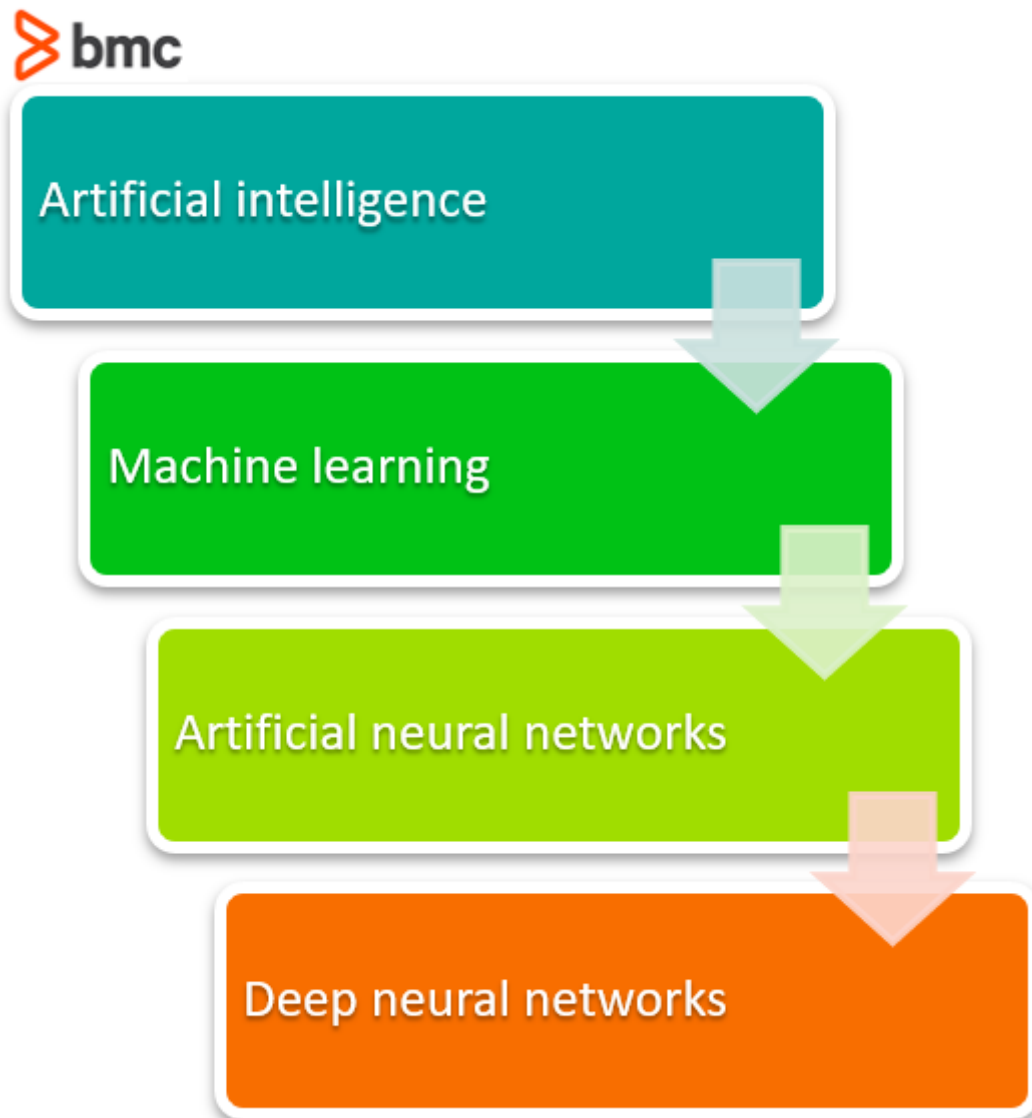 bmc
Artificial intelligence
Machine learning
Artificial neural networks
Deep neural networks